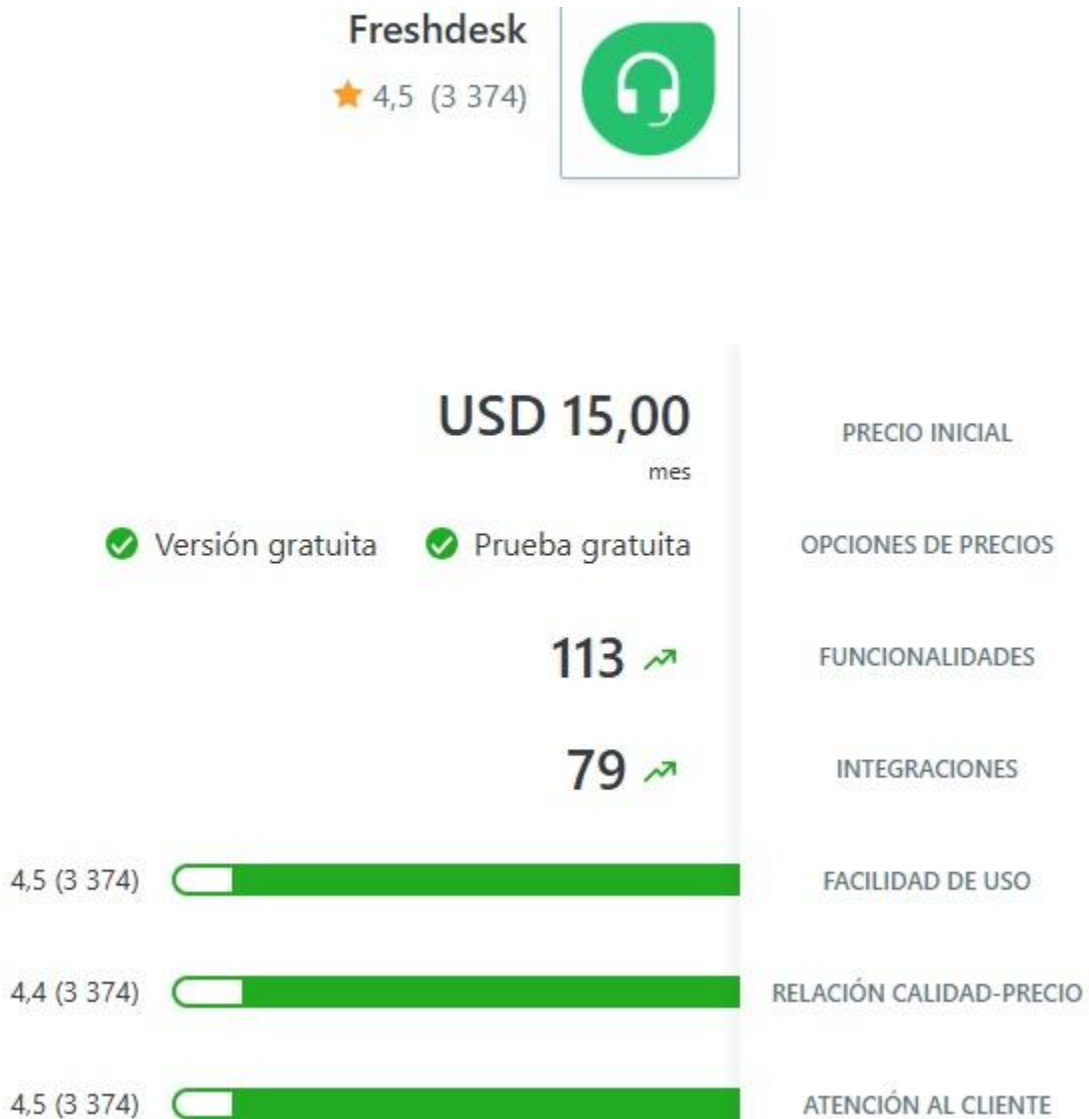 Freshdesk
4,5 (3 374)
USD 15,00
mes
PRECIO INICIAL
Versión gratuita Prueba gratuita
OPCIONES DE PRECIOS
113
FUNCIONALIDADES
79
INTEGRACIONES
4,5 (3 374)
FACILIDAD DE USO
4,4 (3 374)
RELACIÓN CALIDAD-PRECIO
4,5 (3 374)
ATENCIÓN AL CLIENTE